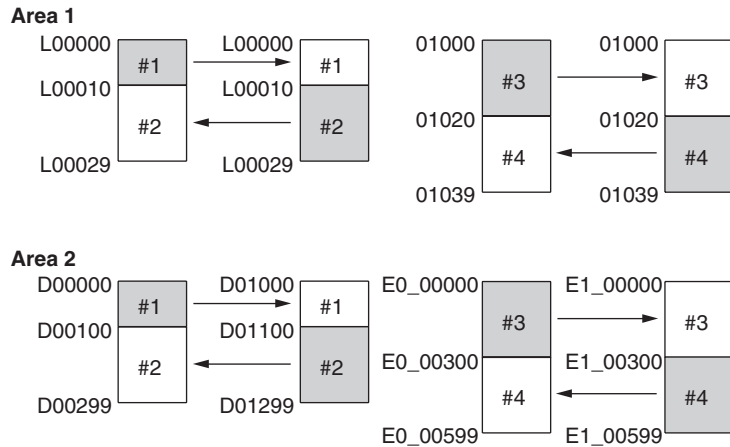 Area 1
L00000 L00000 01000 01000
#1 #1 #3 #3
L00010 L00010 01020 01020
#2 #2 #4 #4
L00029 L00029 01039 01039
Area 2
D00000 D01000 E0_00000 E1_00000
#1 #1 #3 #3
D00100 D01100 E0_00300 E1_00300
#2 #2 #4 #4
D00299 D01299 E0_00599 E1_00599